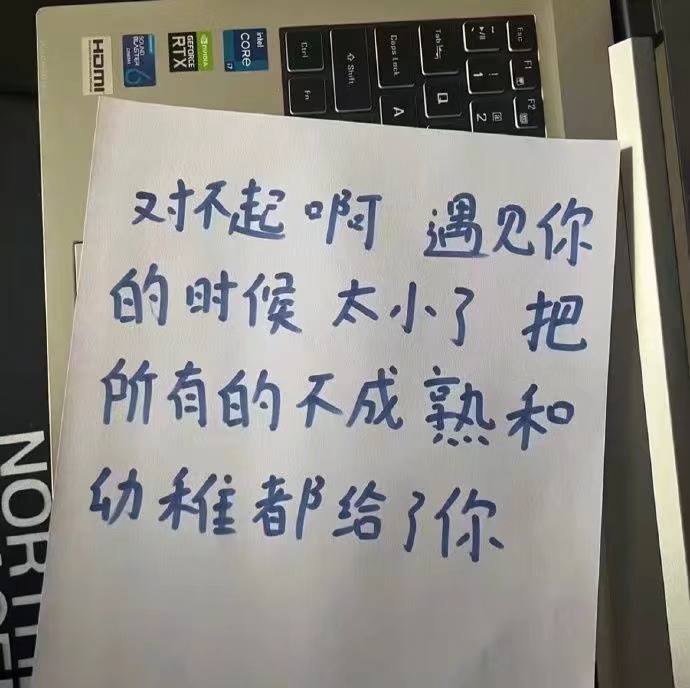 对不起啊 遇见你
的时候 太小了 把
所有的不成熟和
幼稚都给了你
HDMI
SOUND BLASTER 6
NVIDIA
GEFORCE
RTX
intel
CORE
i7
Ctrl
Fn
Shift
Caps Lock
A
Tab
Q
!
1
2
Esc
F1
F2
NORTH